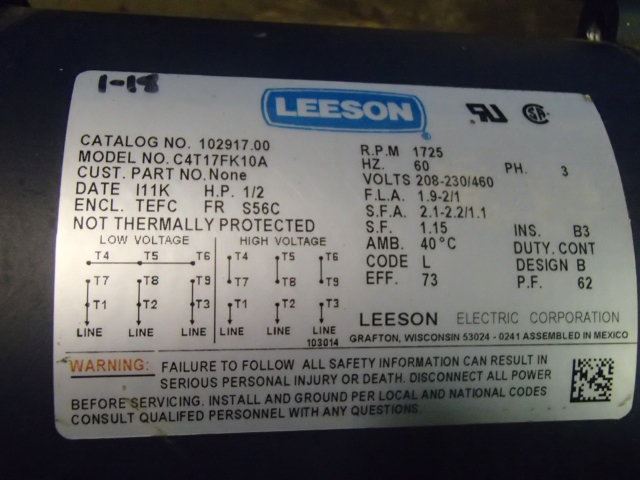 1-14
LEESON
CATALOG NO. 102917.00
MODEL NO. C4T17FK10A
CUST. PART NO. None
DATE I11K H.P. 1/2
ENCL. TEFC FR S56C
NOT THERMALLY PROTECTED
R.P.M 1725
HZ. 60 PH. 3
VOLTS 208-230/460
F.L.A. 1.9-2/1
S.F.A. 2.1-2.2/1.1
S.F. 1.15 INS. B3
AMB. 40°C DUTY. CONT
CODE L DESIGN B
EFF. 73 P.F. 62
LOW VOLTAGE HIGH VOLTAGE
T4 T5 T6 T4 T5 T6
T7 T8 T9 T7 T8 T9
T1 T2 T3 T1 T2 T3
LINE LINE LINE LINE LINE LINE
103014
LEESON ELECTRIC CORPORATION
GRAFTON, WISCONSIN 53024 - 0241 ASSEMBLED IN MEXICO
WARNING: FAILURE TO FOLLOW ALL SAFETY INFORMATION CAN RESULT IN
SERIOUS PERSONAL INJURY OR DEATH. DISCONNECT ALL POWER
BEFORE SERVICING. INSTALL AND GROUND PER LOCAL AND NATIONAL CODES
CONSULT QUALIFED PERSONNEL WITH ANY QUESTIONS.